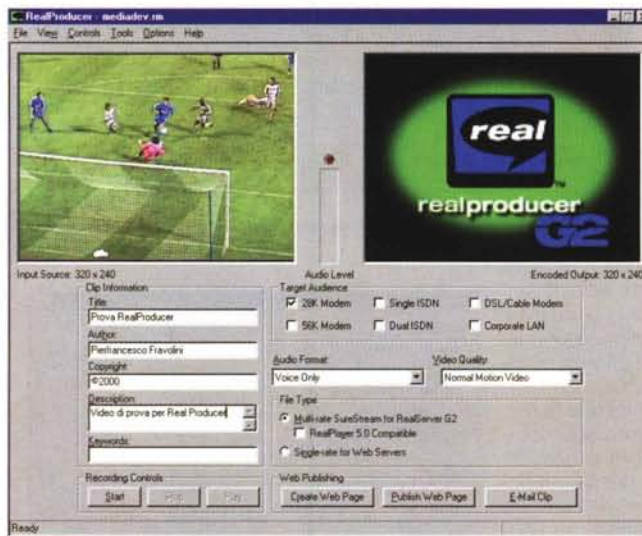 RealProducer - mediadev.rm
File View Controls Tools Options Help
real
realproducer
G2
TM
Input Source: 320 x 240
Audio Level
Encoded Output: 320 x 240
Clip Information
Title:
Prova RealProducer
Author:
Pierfrancesco Fravolini
Copyright:
©2000
Description:
Video di prova per Real Producer
Keywords:
Target Audience
28K Modem Single ISDN DSL/Cable Modem
56K Modem Dual ISDN Corporate LAN
Audio Format: Video Quality:
Voice Only Normal Motion Video
File Type
Multi-rate SureStream for RealServer G2
RealPlayer 5.0 Compatible
Single-rate for Web Servers
Recording Controls
Start Stop Play
Web Publishing
Create Web Page Publish Web Page E-Mail Clip
Ready